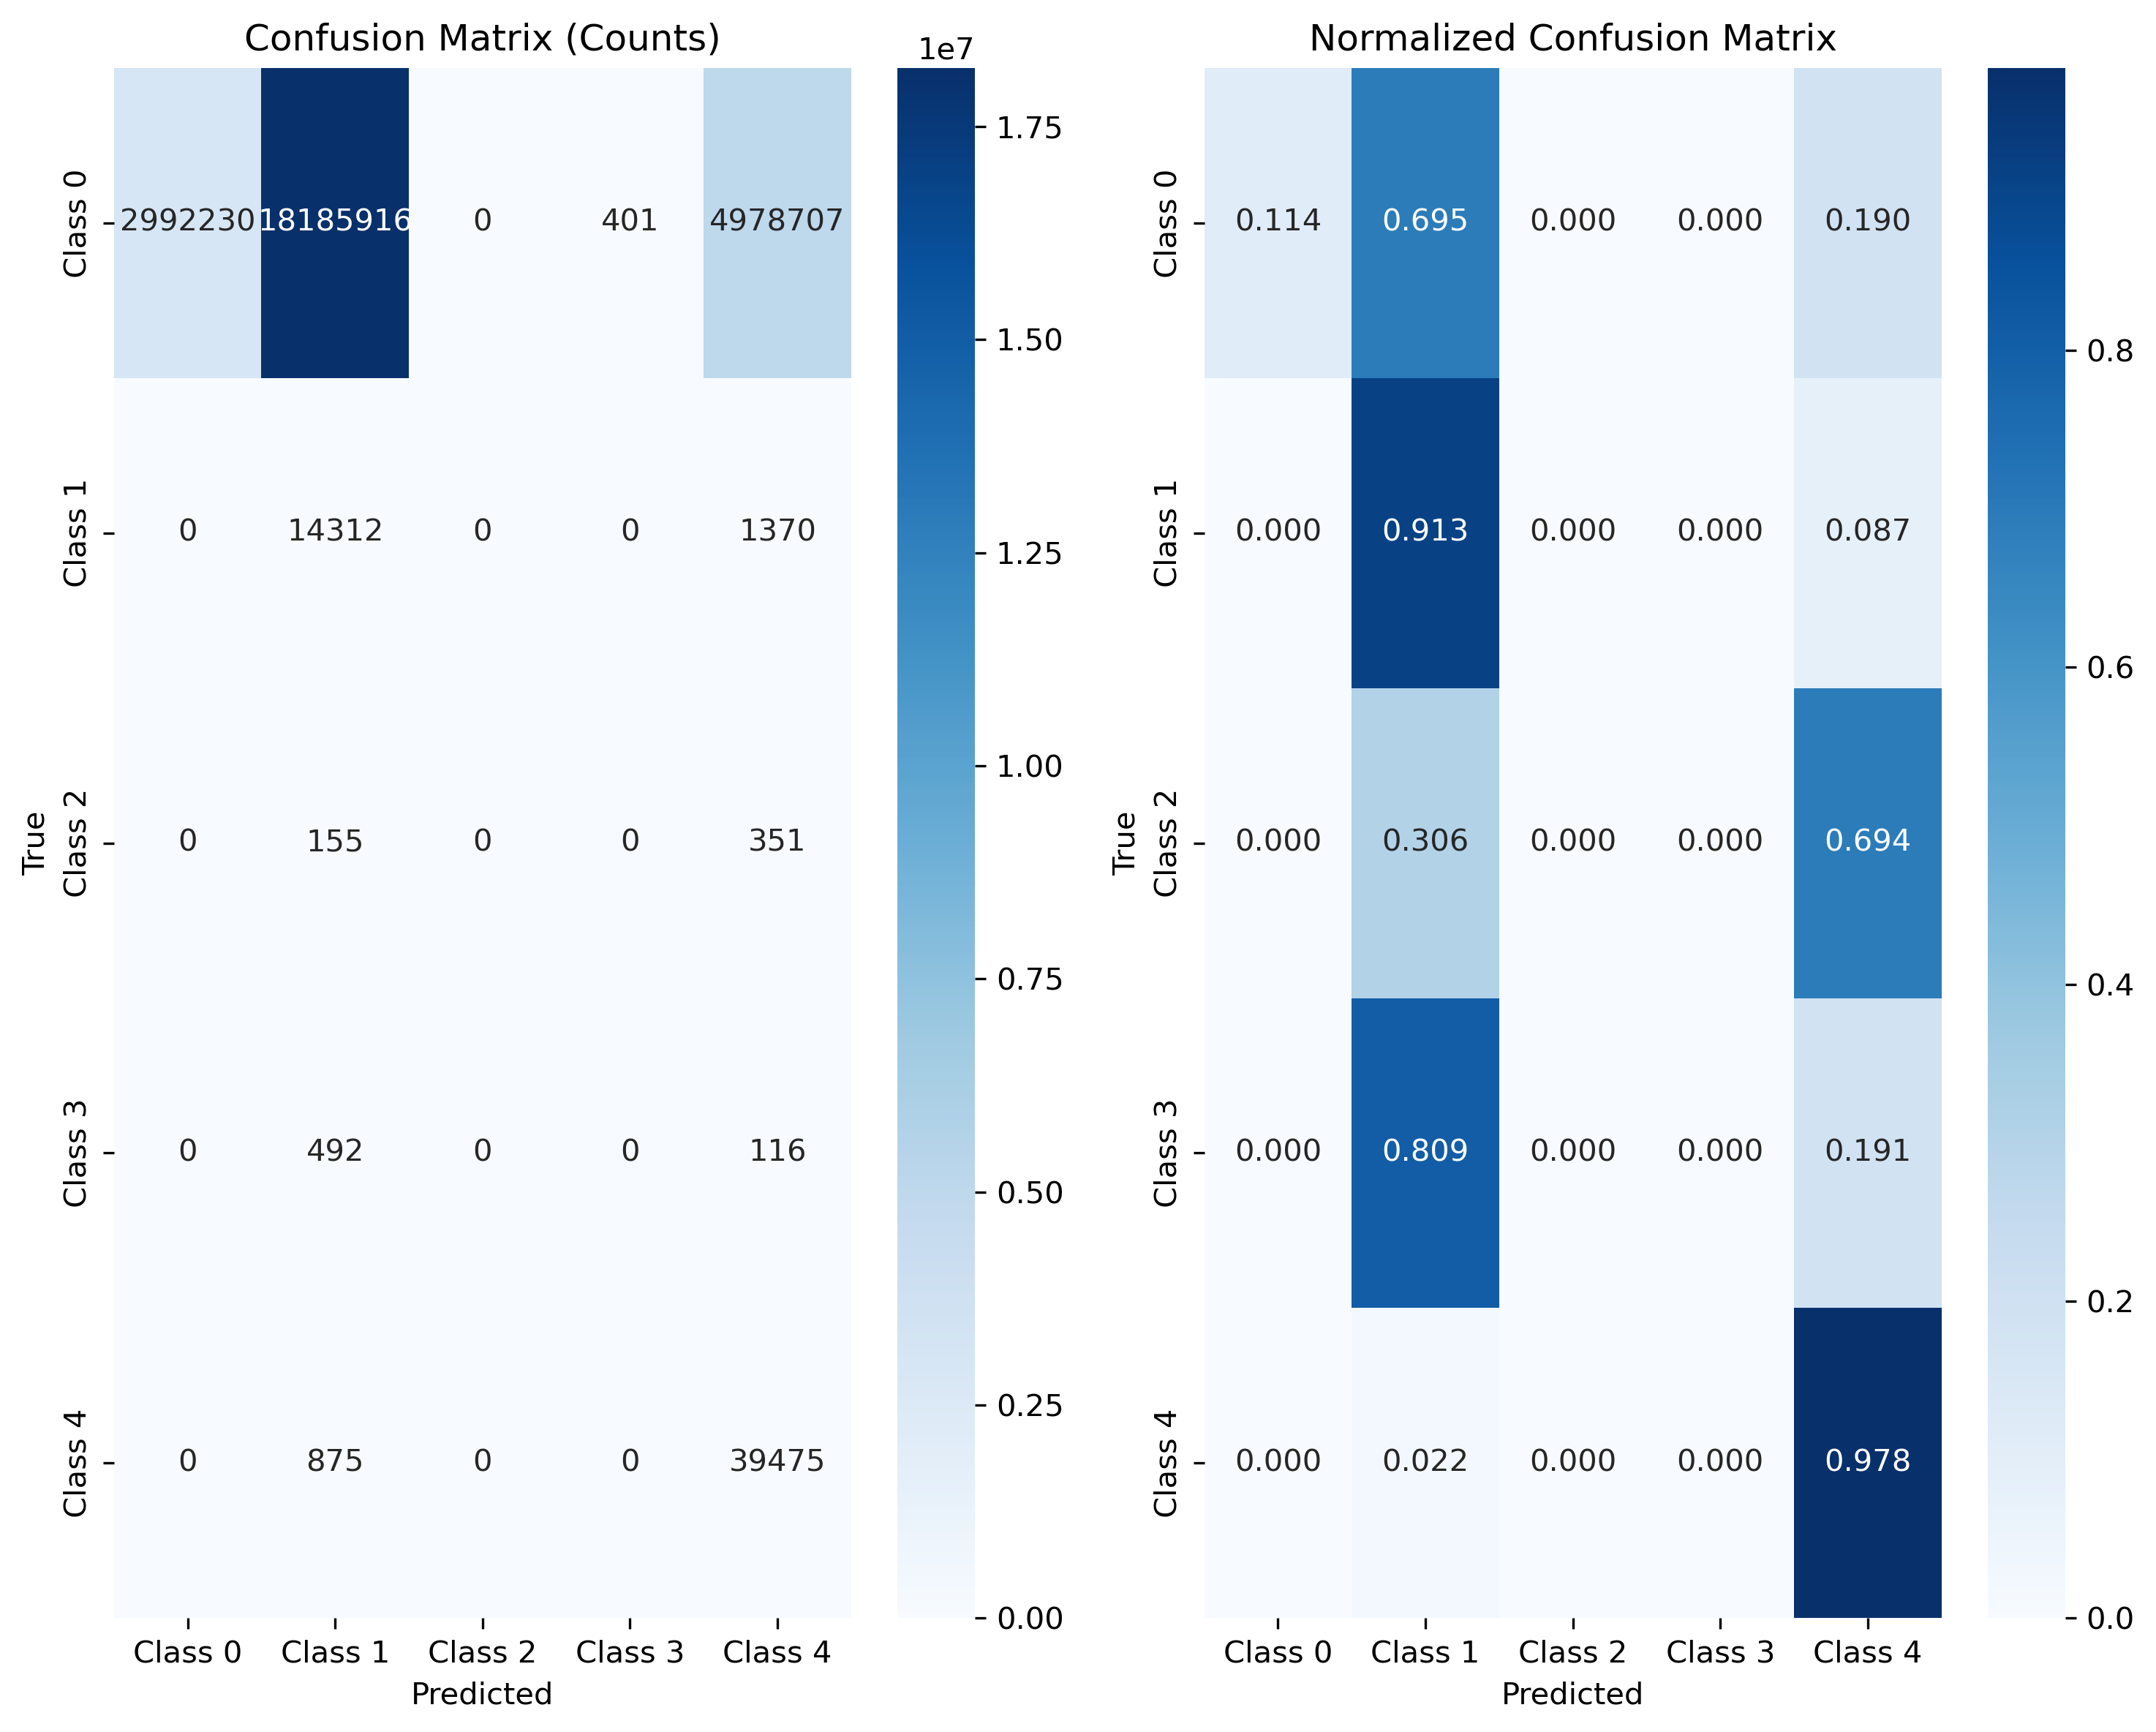 Confusion Matrix (Counts)
1e7
Class 0
2992230 18185916 0 401 4978707
Class 1
0 14312 0 0 1370
Class 2
0 155 0 0 351
Class 3
0 492 0 0 116
Class 4
0 875 0 0 39475
True
Class 0 Class 1 Class 2 Class 3 Class 4
Predicted
1.75
1.50
1.25
1.00
0.75
0.50
0.25
0.00
Normalized Confusion Matrix
Class 0
0.114 0.695 0.000 0.000 0.190
Class 1
0.000 0.913 0.000 0.000 0.087
Class 2
0.000 0.306 0.000 0.000 0.694
Class 3
0.000 0.809 0.000 0.000 0.191
Class 4
0.000 0.022 0.000 0.000 0.978
True
Class 0 Class 1 Class 2 Class 3 Class 4
Predicted
0.8
0.6
0.4
0.2
0.0